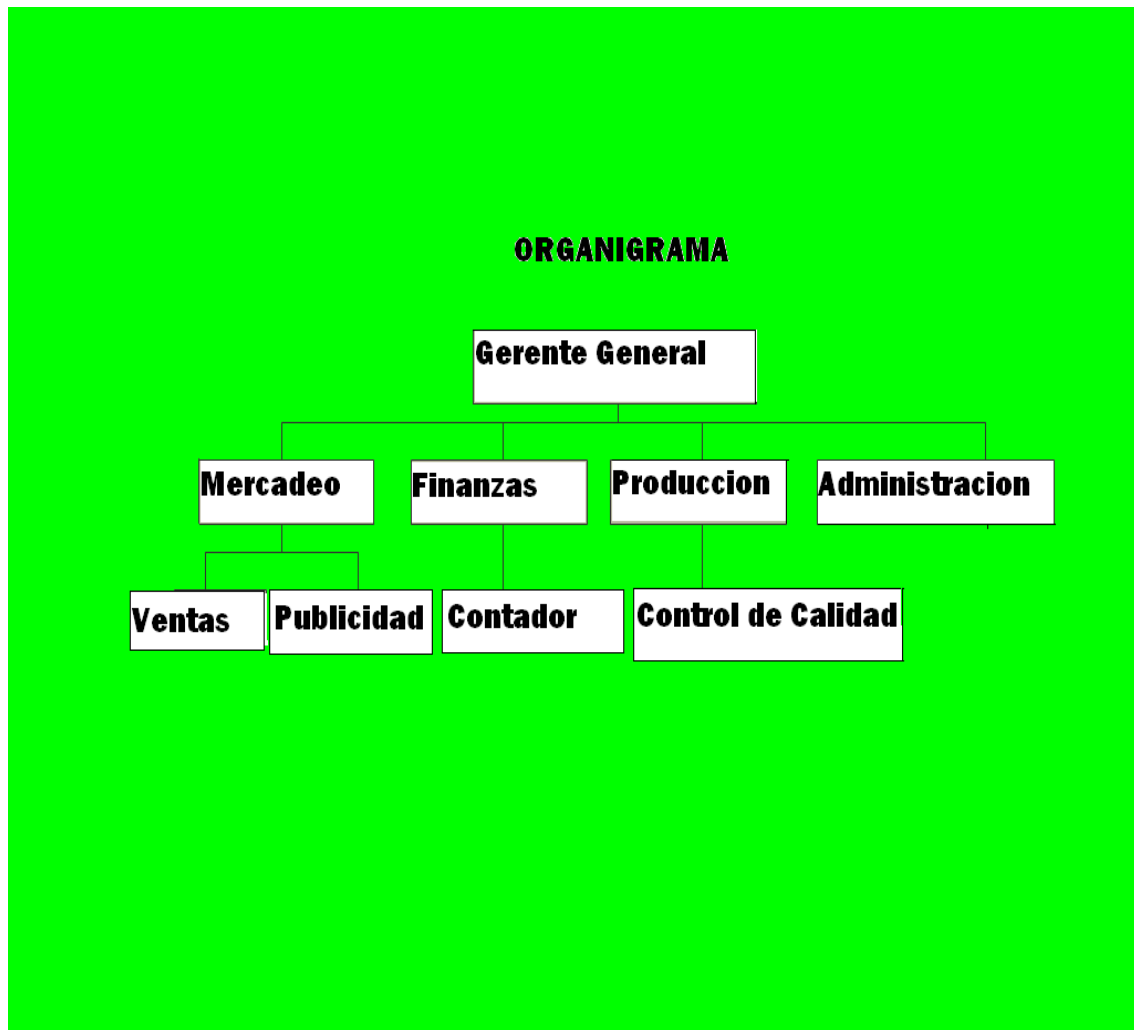 ORGANIGRAMA
Gerente General
Mercadeo
Finanzas
Produccion
Administracion
Ventas
Publicidad
Contador
Control de Calidad